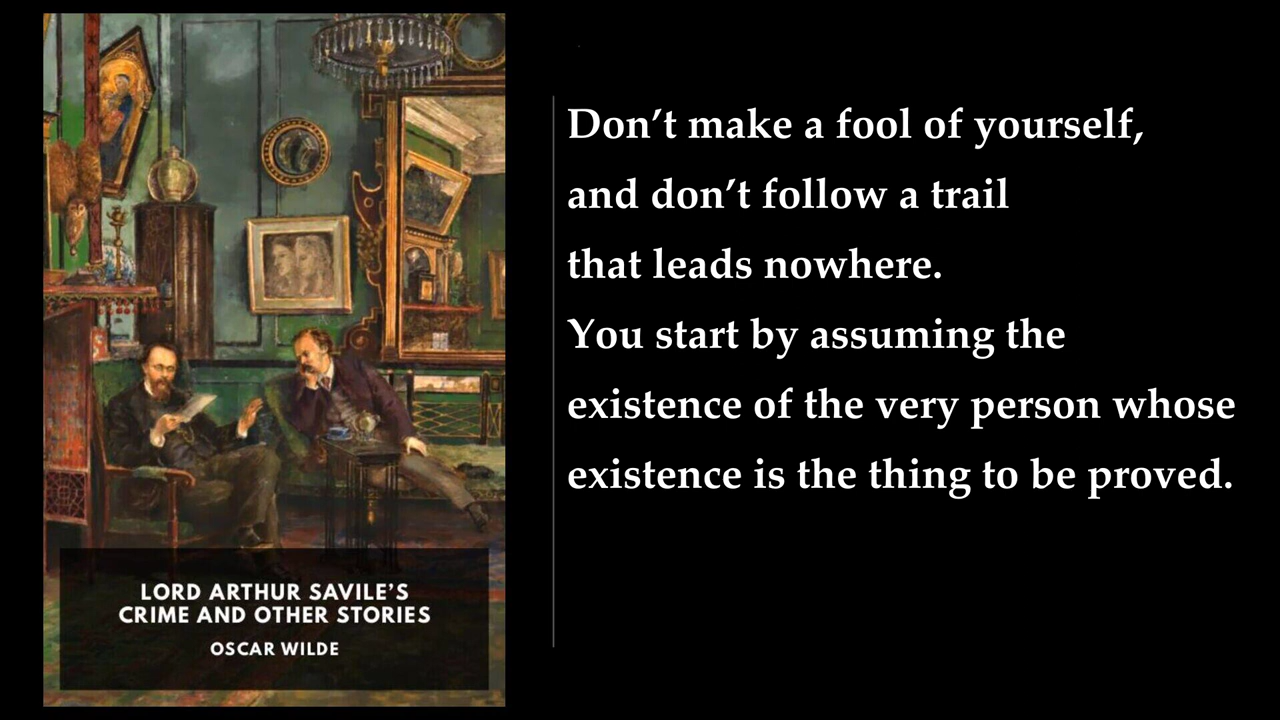 Don’t make a fool of yourself,
and don’t follow a trail
that leads nowhere.
You start by assuming the
existence of the very person whose
existence is the thing to be proved.
LORD ARTHUR SAVILE’S
CRIME AND OTHER STORIES
OSCAR WILDE